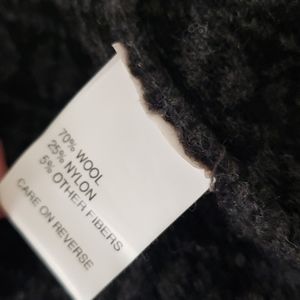 70% WOOL
25% NYLON
5% OTHER FIBERS
CARE ON REVERSE